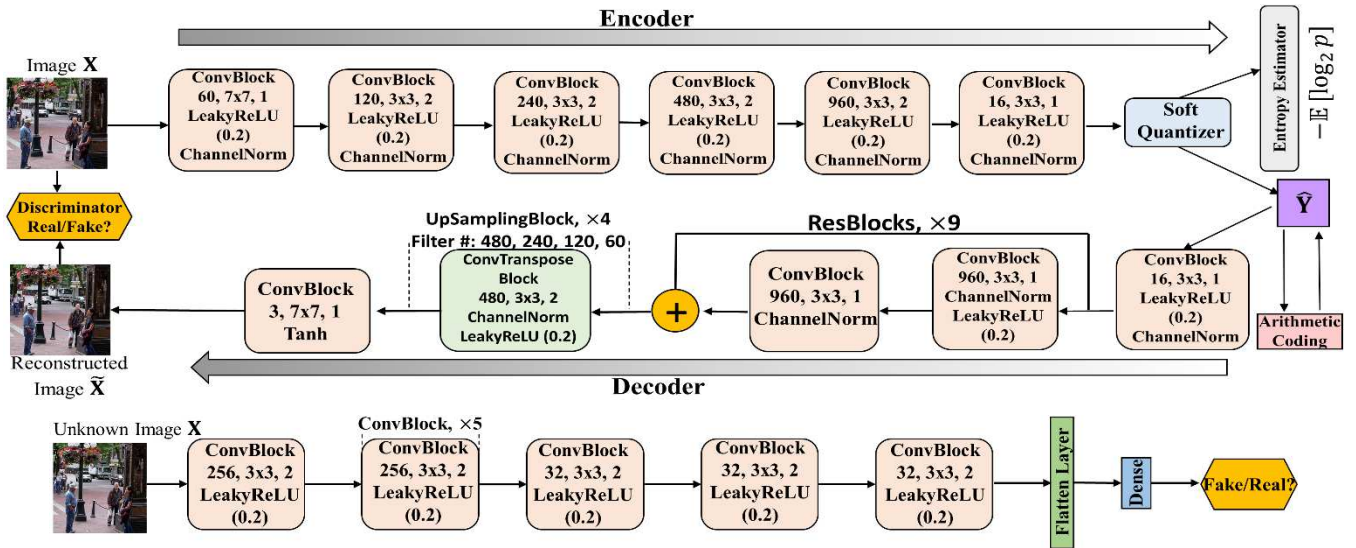 Encoder
Image X
ConvBlock
60, 7x7, 1
LeakyReLU
(0.2)
ChannelNorm
ConvBlock
120, 3x3, 2
LeakyReLU
(0.2)
ChannelNorm
ConvBlock
240, 3x3, 2
LeakyReLU
(0.2)
ChannelNorm
ConvBlock
480, 3x3, 2
LeakyReLU
(0.2)
ChannelNorm
ConvBlock
960, 3x3, 2
LeakyReLU
(0.2)
ChannelNorm
ConvBlock
16, 3x3, 1
LeakyReLU
(0.2)
ChannelNorm
Soft
Quantizer
Entropy Estimator
−𝔼 [log₂ p]
Discriminator
Real/Fake?
Ŷ
Arithmetic
Coding
UpSamplingBlock, ×4
Filter #: 480, 240, 120, 60
ResBlocks, ×9
ConvBlock
3, 7x7, 1
Tanh
ConvTranspose
Block
480, 3x3, 2
ChannelNorm
LeakyReLU (0.2)
+
ConvBlock
960, 3x3, 1
ChannelNorm
ConvBlock
960, 3x3, 1
ChannelNorm
LeakyReLU
(0.2)
ConvBlock
16, 3x3, 1
LeakyReLU
(0.2)
ChannelNorm
Reconstructed
Image X̃
Decoder
Unknown Image X
ConvBlock, ×5
ConvBlock
256, 3x3, 2
LeakyReLU
(0.2)
ConvBlock
256, 3x3, 2
LeakyReLU
(0.2)
ConvBlock
32, 3x3, 2
LeakyReLU
(0.2)
ConvBlock
32, 3x3, 2
LeakyReLU
(0.2)
ConvBlock
32, 3x3, 2
LeakyReLU
(0.2)
Flatten Layer
Dense
Fake/Real?